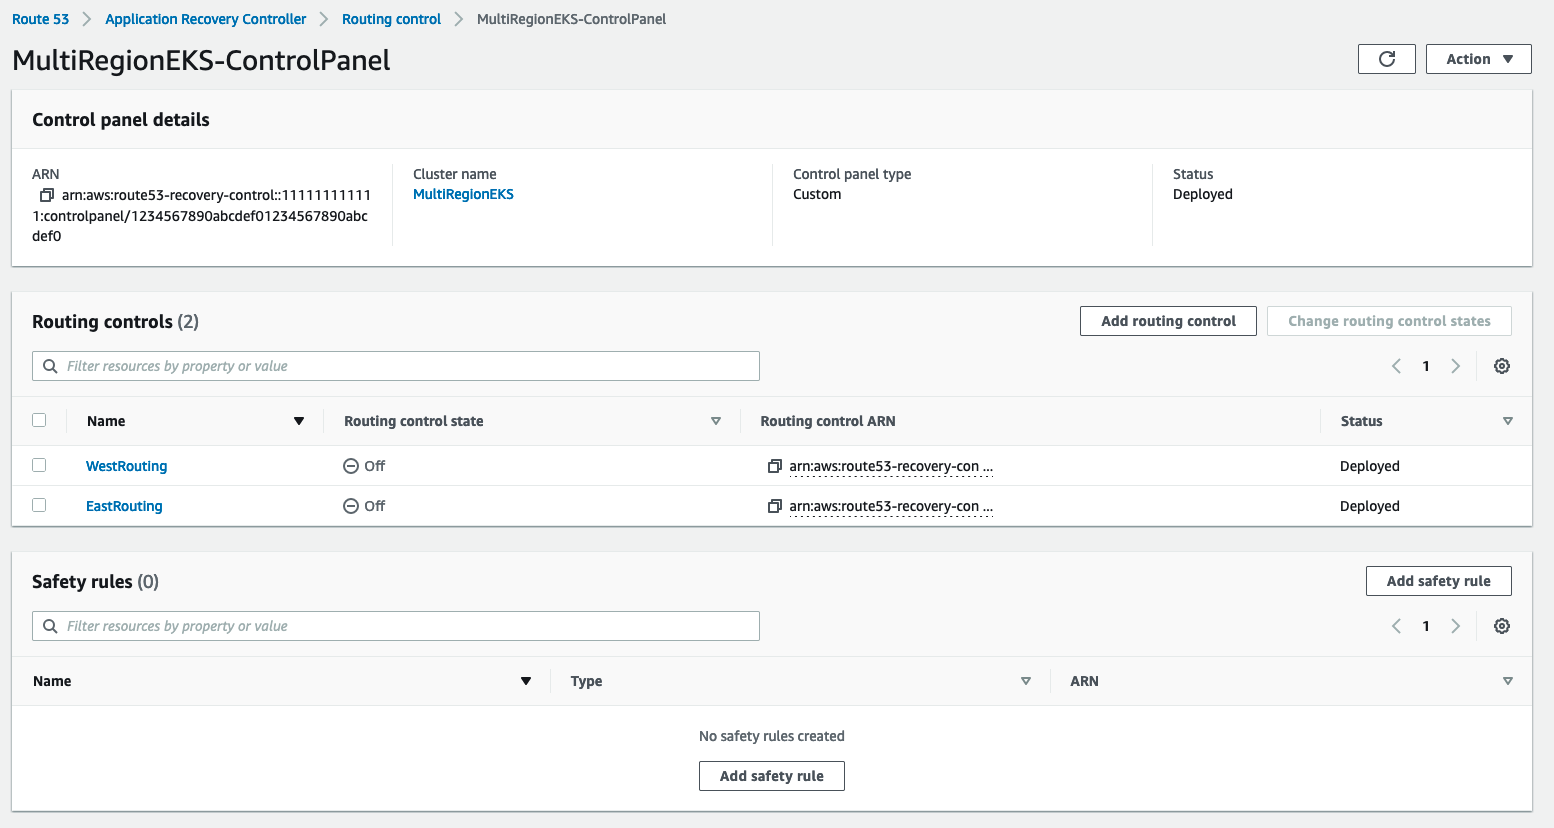 Route 53 Application Recovery Controller Routing control MultiRegionEKS-ControlPanel
MultiRegionEKS-ControlPanel
Action
Control panel details
ARN
arn:aws:route53-recovery-control::11111111111
1:controlpanel/1234567890abcdef01234567890abc
def0
Cluster name
MultiRegionEKS
Control panel type
Custom
Status
Deployed
Routing controls (2)
Add routing control
Change routing control states
Filter resources by property or value
1
Name Routing control state Routing control ARN Status
WestRouting Off arn:aws:route53-recovery-con ... Deployed
EastRouting Off arn:aws:route53-recovery-con ... Deployed
Safety rules (0)
Add safety rule
Filter resources by property or value
1
Name Type ARN
No safety rules created
Add safety rule